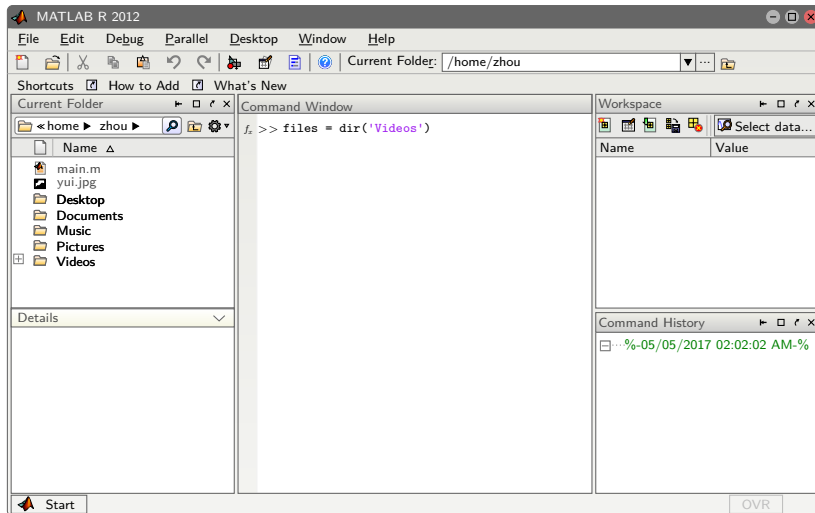 MATLAB R 2012
File Edit Debug Parallel Desktop Window Help
Current Folder: /home/zhou
Shortcuts How to Add What's New
Current Folder
«home ▶ zhou ▶
Name
main.m
yui.jpg
Desktop
Documents
Music
Pictures
Videos
Details
Command Window
fx >> files = dir('Videos')
Workspace
Select data...
Name Value
Command History
%-05/05/2017 02:02:02 AM-%
Start
OVR